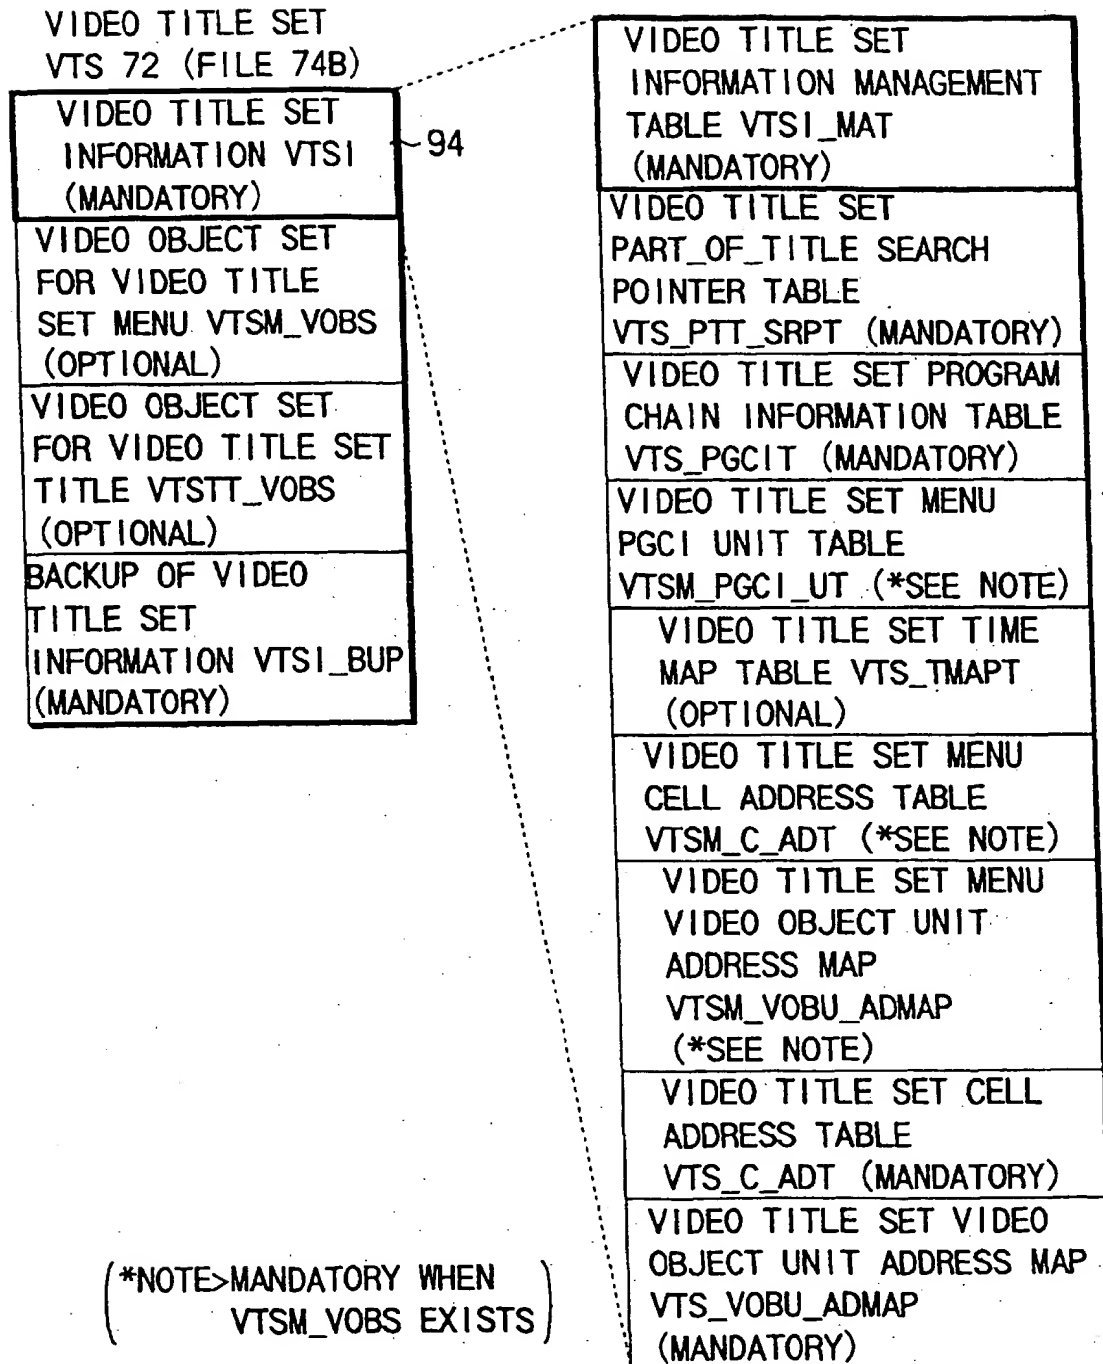 VIDEO TITLE SET
VTS 72 (FILE 74B)
VIDEO TITLE SET
INFORMATION VTSI
(MANDATORY)
94
VIDEO OBJECT SET
FOR VIDEO TITLE
SET MENU VTSM_VOBS
(OPTIONAL)
VIDEO OBJECT SET
FOR VIDEO TITLE SET
TITLE VTSTT_VOBS
(OPTIONAL)
BACKUP OF VIDEO
TITLE SET
INFORMATION VTSI_BUP
(MANDATORY)
VIDEO TITLE SET
INFORMATION MANAGEMENT
TABLE VTSI_MAT
(MANDATORY)
VIDEO TITLE SET
PART_OF_TITLE SEARCH
POINTER TABLE
VTS_PTT_SRPT (MANDATORY)
VIDEO TITLE SET PROGRAM
CHAIN INFORMATION TABLE
VTS_PGCIT (MANDATORY)
VIDEO TITLE SET MENU
PGCI UNIT TABLE
VTSM_PGCI_UT (*SEE NOTE)
VIDEO TITLE SET TIME
MAP TABLE VTS_TMAPT
(OPTIONAL)
VIDEO TITLE SET MENU
CELL ADDRESS TABLE
VTSM_C_ADT (*SEE NOTE)
VIDEO TITLE SET MENU
VIDEO OBJECT UNIT
ADDRESS MAP
VTSM_VOBU_ADMAP
(*SEE NOTE)
VIDEO TITLE SET CELL
ADDRESS TABLE
VTS_C_ADT (MANDATORY)
VIDEO TITLE SET VIDEO
OBJECT UNIT ADDRESS MAP
VTS_VOBU_ADMAP
(MANDATORY)
(*NOTE>MANDATORY WHEN
VTSM_VOBS EXISTS)